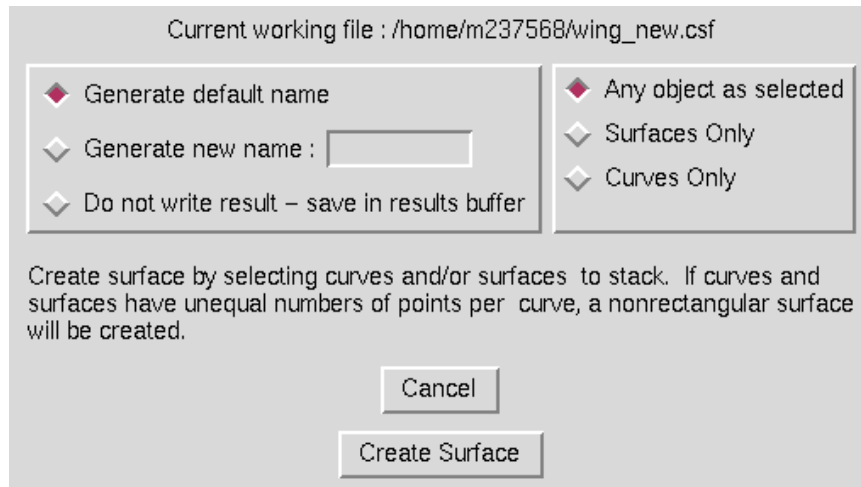 Current working file : /home/m237568/wing_new.csf
Generate default name
Generate new name :
Do not write result – save in results buffer
Any object as selected
Surfaces Only
Curves Only
Create surface by selecting curves and/or surfaces to stack. If curves and
surfaces have unequal numbers of points per curve, a nonrectangular surface
will be created.
Cancel
Create Surface